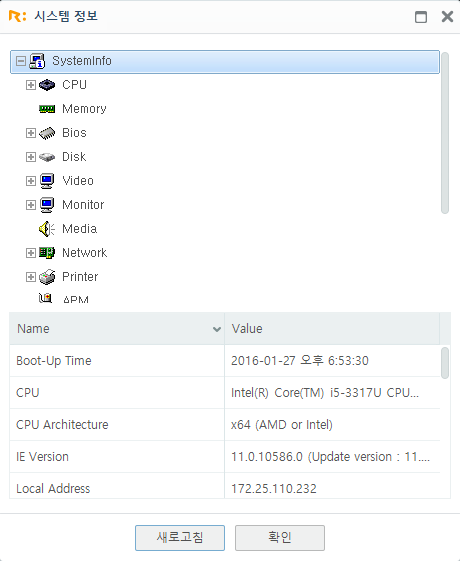 R: 시스템 정보
SystemInfo
CPU
Memory
Bios
Disk
Video
Monitor
Media
Network
Printer
APM
Name Value
Boot-Up Time 2016-01-27 오후 6:53:30
CPU Intel(R) Core(TM) i5-3317U CPU...
CPU Architecture x64 (AMD or Intel)
IE Version 11.0.10586.0 (Update version : 11....
Local Address 172.25.110.232
새로고침 확인